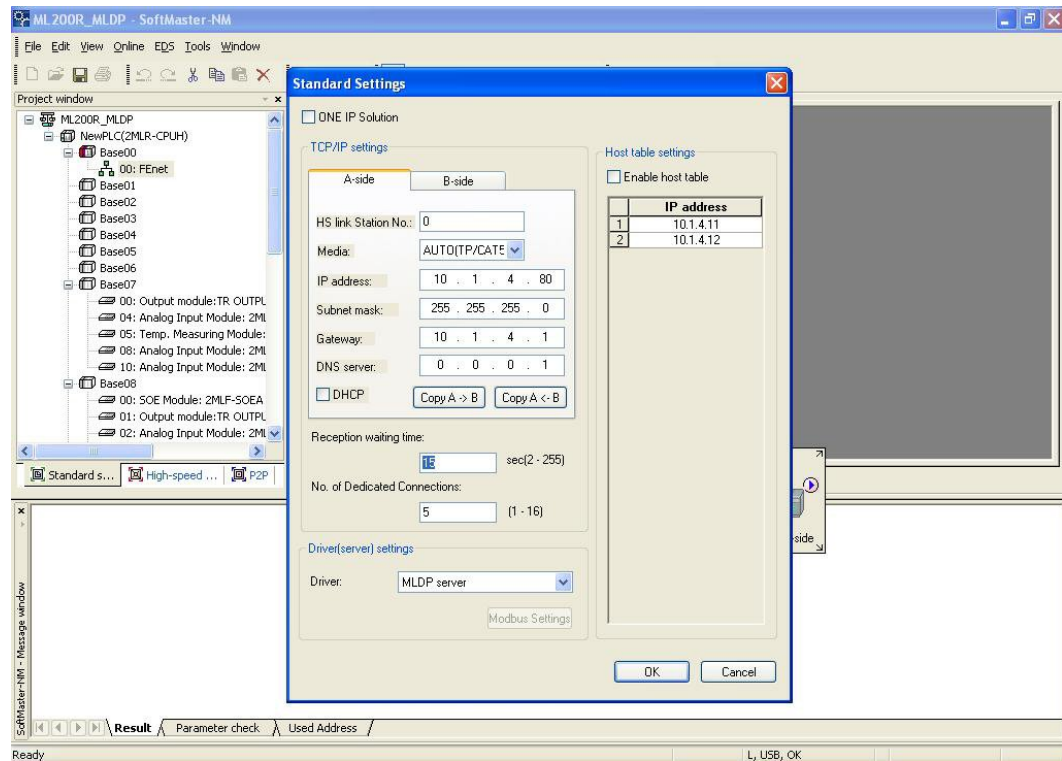 ML200R_MLDP - SoftMaster-NM
File Edit View Online EDS Tools Window
Project window
ML200R_MLDP
NewPLC(2MLR-CPUH)
Base00
00: FEnet
Base01
Base02
Base03
Base04
Base05
Base06
Base07
00: Output module:TR OUTPL
04: Analog Input Module: 2ML
05: Temp. Measuring Module:
08: Analog Input Module: 2ML
10: Analog Input Module: 2ML
Base08
00: SOE Module: 2MLF-SOEA
01: Output module:TR OUTPL
02: Analog Input Module: 2ML
Standard s... High-speed ... P2P
Standard Settings
ONE IP Solution
TCP/IP settings
A-side B-side
HS link Station No.: 0
Media: AUTO(TP/CAT5
IP address: 10 . 1 . 4 . 80
Subnet mask: 255 . 255 . 255 . 0
Gateway: 10 . 1 . 4 . 1
DNS server: 0 . 0 . 0 . 1
DHCP Copy A -> B Copy A <- B
Reception waiting time:
15 sec(2 - 255)
No. of Dedicated Connections:
5 (1 - 16)
Driver(server) settings
Driver: MLDP server
Modbus Settings
Host table settings
Enable host table
IP address
1 10.1.4.11
2 10.1.4.12
OK Cancel
-side
SoftMaster-NM - Message window
Result Parameter check Used Address
Ready L, USB, OK